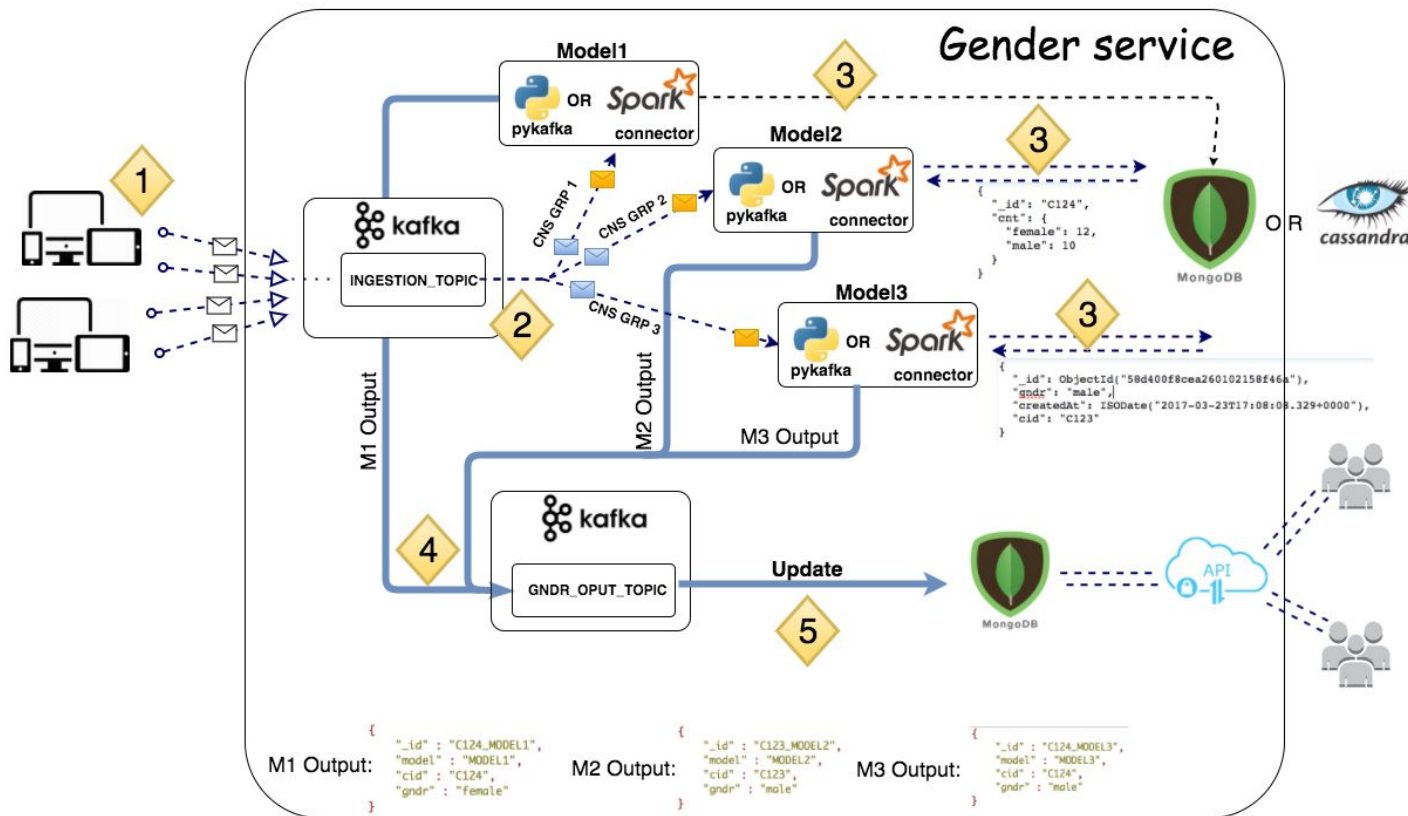 Gender service
Model1
OR
Spark
pykafka
connector
3
1
kafka
INGESTION_TOPIC
2
CNS GRP 1
CNS GRP 2
CNS GRP 3
Model2
OR
Spark
pykafka
connector
3
{
"_id": "C124",
"cnt": {
"female": 12,
"male": 10
}
}
MongoDB
OR
cassandra
Model3
OR
Spark
pykafka
connector
3
{
"_id": ObjectId("58d400f8cea260102158f46a"),
"gndr": "male",
"createdAt": ISODate("2017-03-23T17:08:08.329+0000"),
"cid": "C123"
}
M1 Output
M2 Output
M3 Output
4
kafka
GNDR_OPUT_TOPIC
Update
5
MongoDB
API
M1 Output:
{
"_id" : "C124_MODEL1",
"model" : "MODEL1",
"cid" : "C124",
"gndr" : "female"
}
M2 Output:
{
"_id" : "C123_MODEL2",
"model" : "MODEL2",
"cid" : "C123",
"gndr" : "male"
}
M3 Output:
{
"_id" : "C124_MODEL3",
"model" : "MODEL3",
"cid" : "C124",
"gndr" : "male"
}